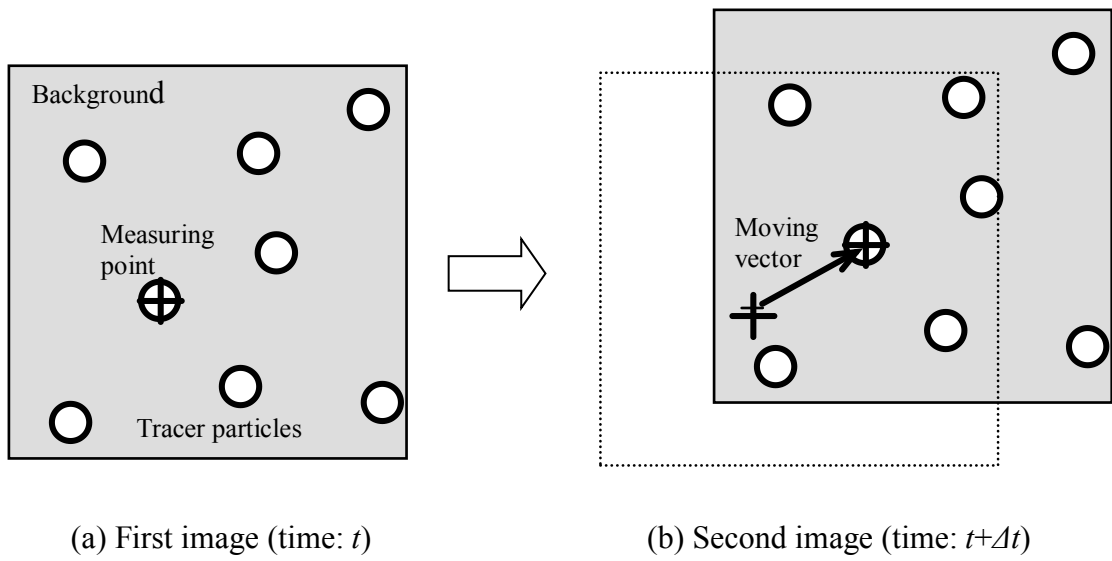 Background
Measuring
point
Tracer particles
Moving
vector
(a) First image (time: t)
(b) Second image (time: t+Δt)